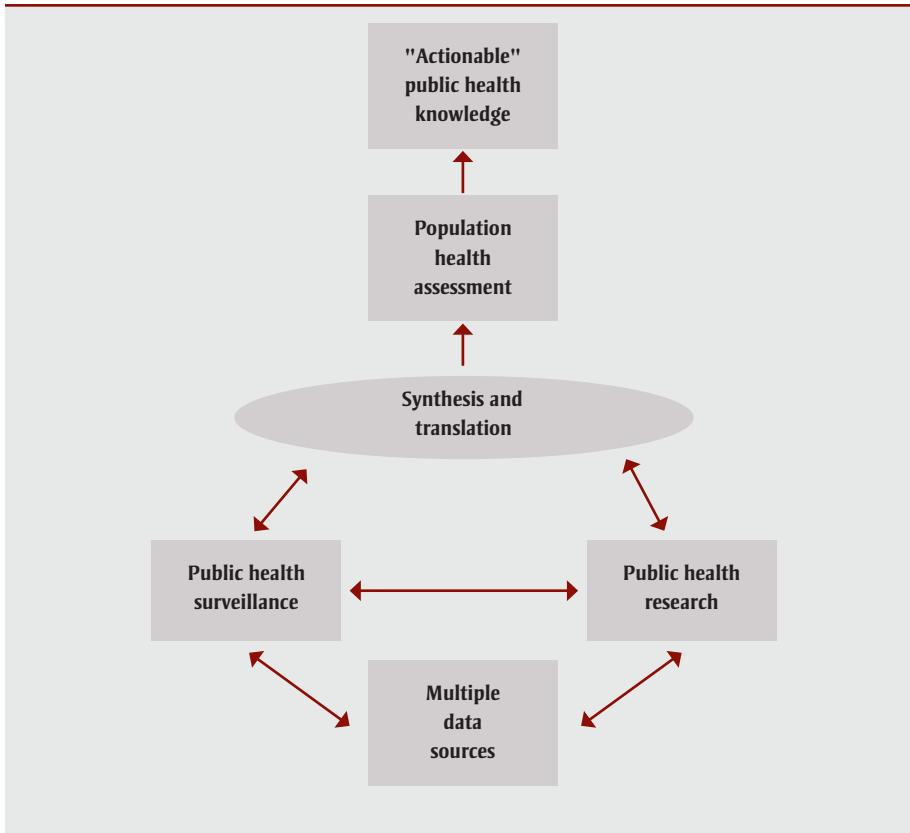 "Actionable"
public health
knowledge
Population
health
assessment
Synthesis and
translation
Public health
surveillance
Public health
research
Multiple
data
sources